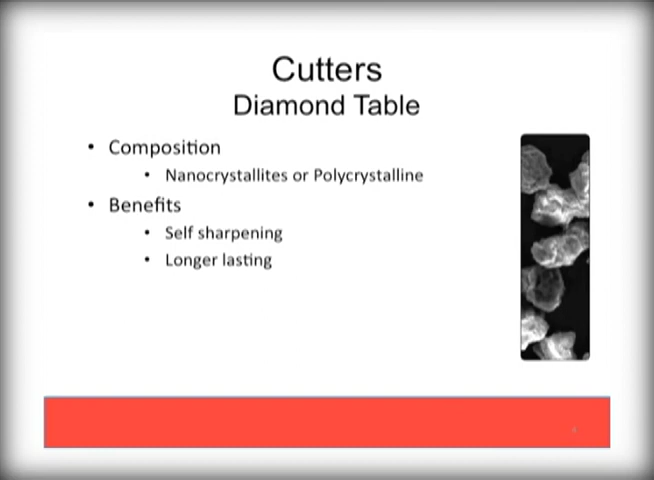 Cutters
Diamond Table
• Composition
• Nanocrystallites or Polycrystalline
• Benefits
• Self sharpening
• Longer lasting